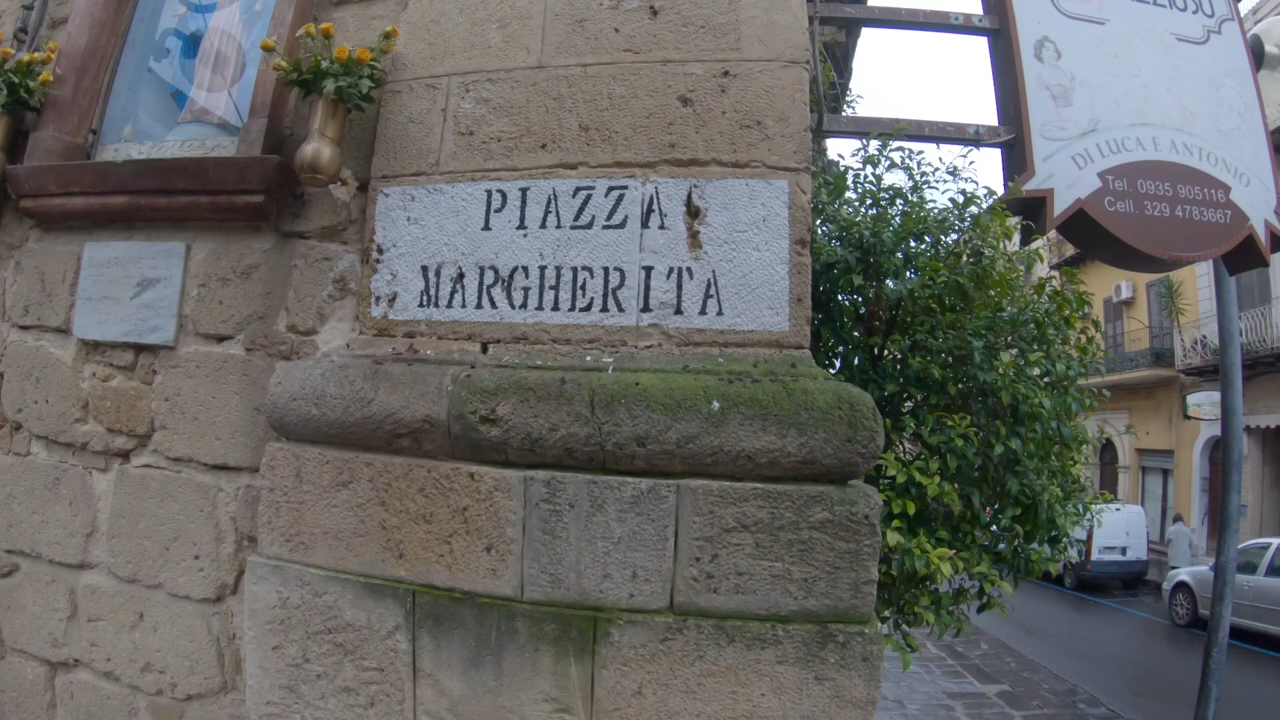 PIAZZA
MARGHERITA
DI LUCA E ANTONIO
Tel. 0935 905116
Cell. 329 4783667